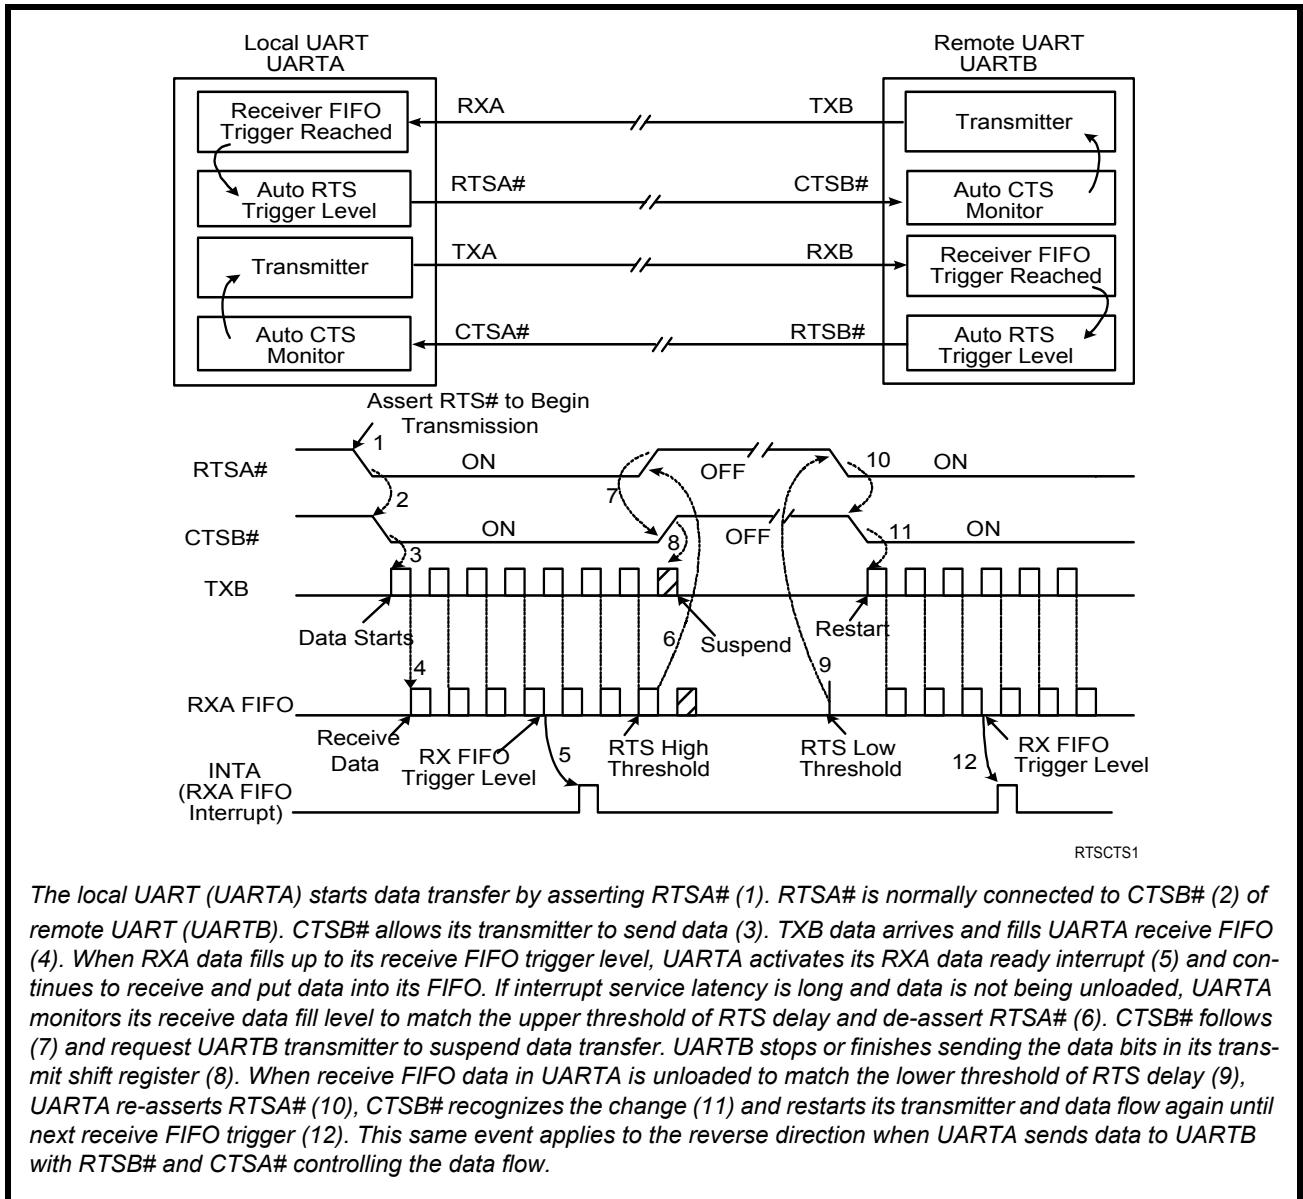 Local UART
UARTA
Remote UART
UARTB
Receiver FIFO
Trigger Reached
RXA
TXB
Transmitter
Auto RTS
Trigger Level
RTSA#
CTSB#
Auto CTS
Monitor
Transmitter
TXA
RXB
Receiver FIFO
Trigger Reached
Auto CTS
Monitor
CTSA#
RTSB#
Auto RTS
Trigger Level
Assert RTS# to Begin
Transmission
1
RTSA#
ON
OFF
10
ON
2
7
CTSB#
ON
OFF
11
ON
3
8
TXB
Data Starts
6
Suspend
Restart
4
9
RXA FIFO
Receive
Data
RX FIFO
Trigger Level
5
RTS High
Threshold
RTS Low
Threshold
12
RX FIFO
Trigger Level
INTA
(RXA FIFO
Interrupt)
RTSCTS1
The local UART (UARTA) starts data transfer by asserting RTSA# (1). RTSA# is normally connected to CTSB# (2) of
remote UART (UARTB). CTSB# allows its transmitter to send data (3). TXB data arrives and fills UARTA receive FIFO
(4). When RXA data fills up to its receive FIFO trigger level, UARTA activates its RXA data ready interrupt (5) and con-
tinues to receive and put data into its FIFO. If interrupt service latency is long and data is not being unloaded, UARTA
monitors its receive data fill level to match the upper threshold of RTS delay and de-assert RTSA# (6). CTSB# follows
(7) and request UARTB transmitter to suspend data transfer. UARTB stops or finishes sending the data bits in its trans-
mit shift register (8). When receive FIFO data in UARTA is unloaded to match the lower threshold of RTS delay (9),
UARTA re-asserts RTSA# (10), CTSB# recognizes the change (11) and restarts its transmitter and data flow again until
next receive FIFO trigger (12). This same event applies to the reverse direction when UARTA sends data to UARTB
with RTSB# and CTSA# controlling the data flow.